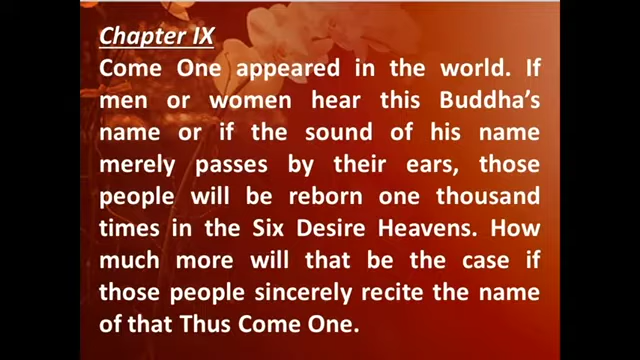 Chapter IX
Come One appeared in the world. If
men or women hear this Buddha's
name or if the sound of his name
merely passes by their ears, those
people will be reborn one thousand
times in the Six Desire Heavens. How
much more will that be the case if
those people sincerely recite the name
of that Thus Come One.